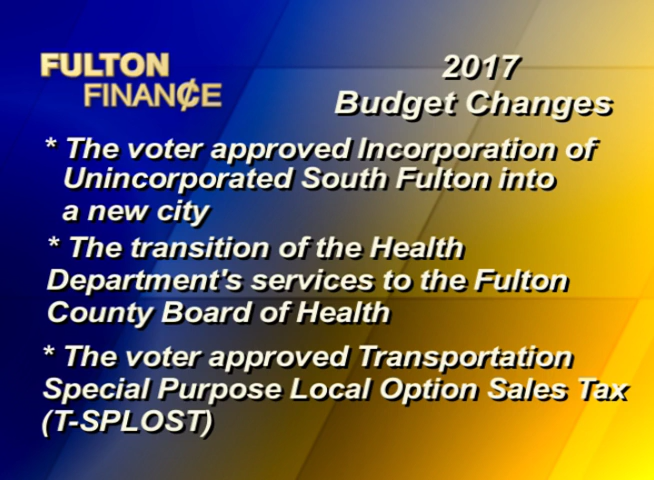 FULTON
FINAN¢E
2017
Budget Changes
* The voter approved Incorporation of
Unincorporated South Fulton into
a new city
* The transition of the Health
Department's services to the Fulton
County Board of Health
* The voter approved Transportation
Special Purpose Local Option Sales Tax
(T-SPLOST)